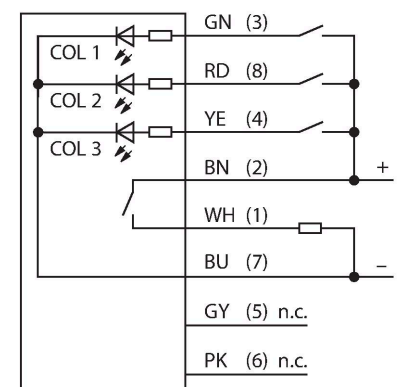 GN (3)
COL 1
RD (8)
COL 2
YE (4)
COL 3
BN (2)
+
WH (1)
BU (7)
–
GY (5) n.c.
PK (6) n.c.